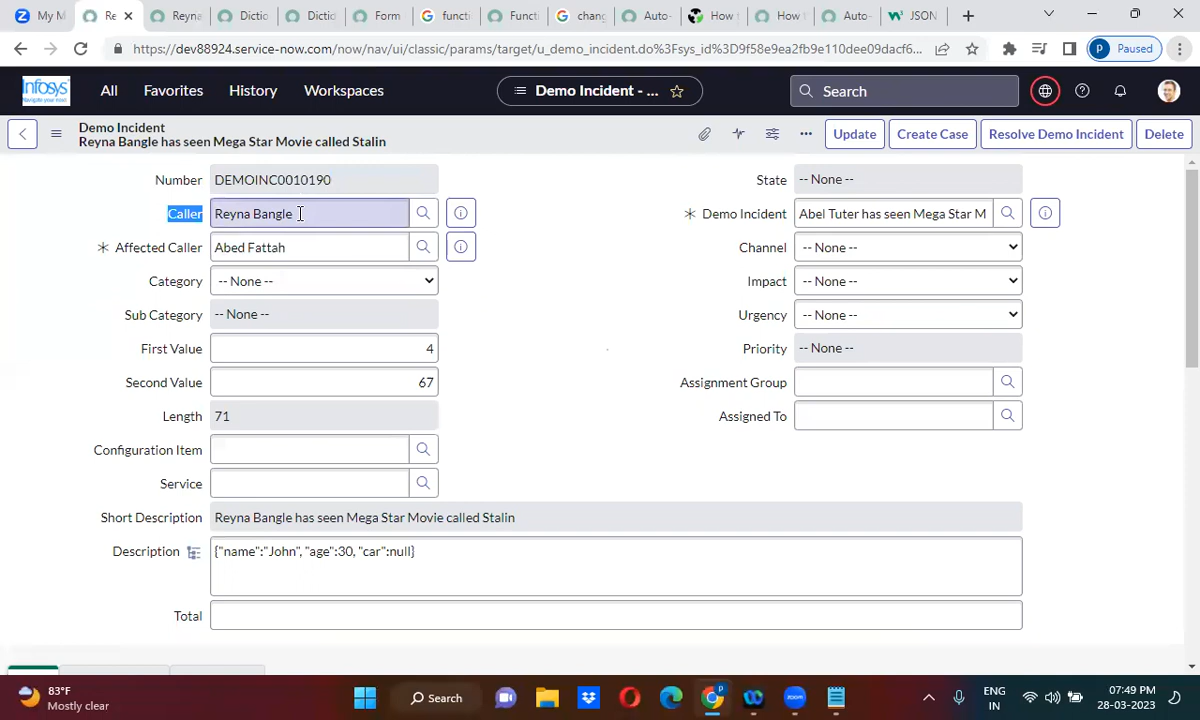 My M
Re
Reyna
Dictio
Dictio
Form
functi
Functi
chang
Auto-
How t
How t
Auto-
JSON
https://dev88924.service-now.com/now/nav/ui/classic/params/target/u_demo_incident.do%3Fsys_id%3D9f58e9a110dee09dacf6...
P Paused
Infosys
Navigate your next
All
Favorites
History
Workspaces
Demo Incident - ...
Search
Demo Incident
Reyna Bangle has seen Mega Star Movie called Stalin
Update
Create Case
Resolve Demo Incident
Delete
Number DEMOINC0010190
State -- None --
Caller Reyna Bangle
Demo Incident Abel Tuter has seen Mega Star M
Affected Caller Abed Fattah
Channel -- None --
Category -- None --
Impact -- None --
Sub Category -- None --
Urgency -- None --
First Value 4
Priority -- None --
Second Value 67
Assignment Group
Length 71
Assigned To
Configuration Item
Service
Short Description Reyna Bangle has seen Mega Star Movie called Stalin
Description {"name":"John", "age":30, "car":null}
Total
83°F
Mostly clear
Search
ENG
IN
07:49 PM
28-03-2023